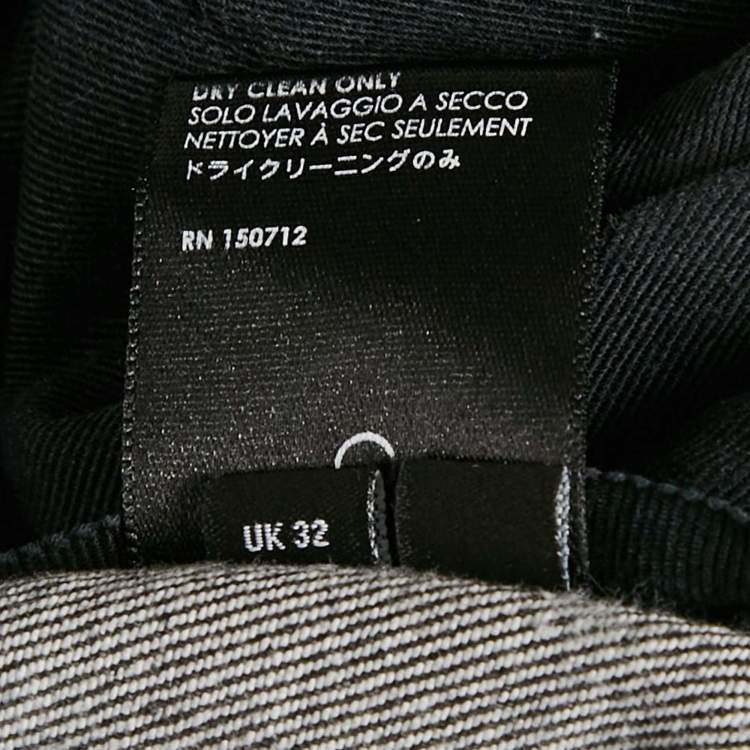 DRY CLEAN ONLY
SOLO LAVAGGIO A SECCO
NETTOYER À SEC SEULEMENT
ドライクリーニングのみ
RN 150712
UK 32